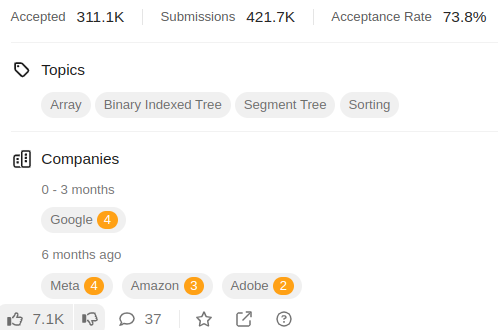 Accepted 311.1K Submissions 421.7K Acceptance Rate 73.8%
Topics
Array Binary Indexed Tree Segment Tree Sorting
Companies
0 - 3 months
Google 4
6 months ago
Meta 4 Amazon 3 Adobe 2
7.1K 37